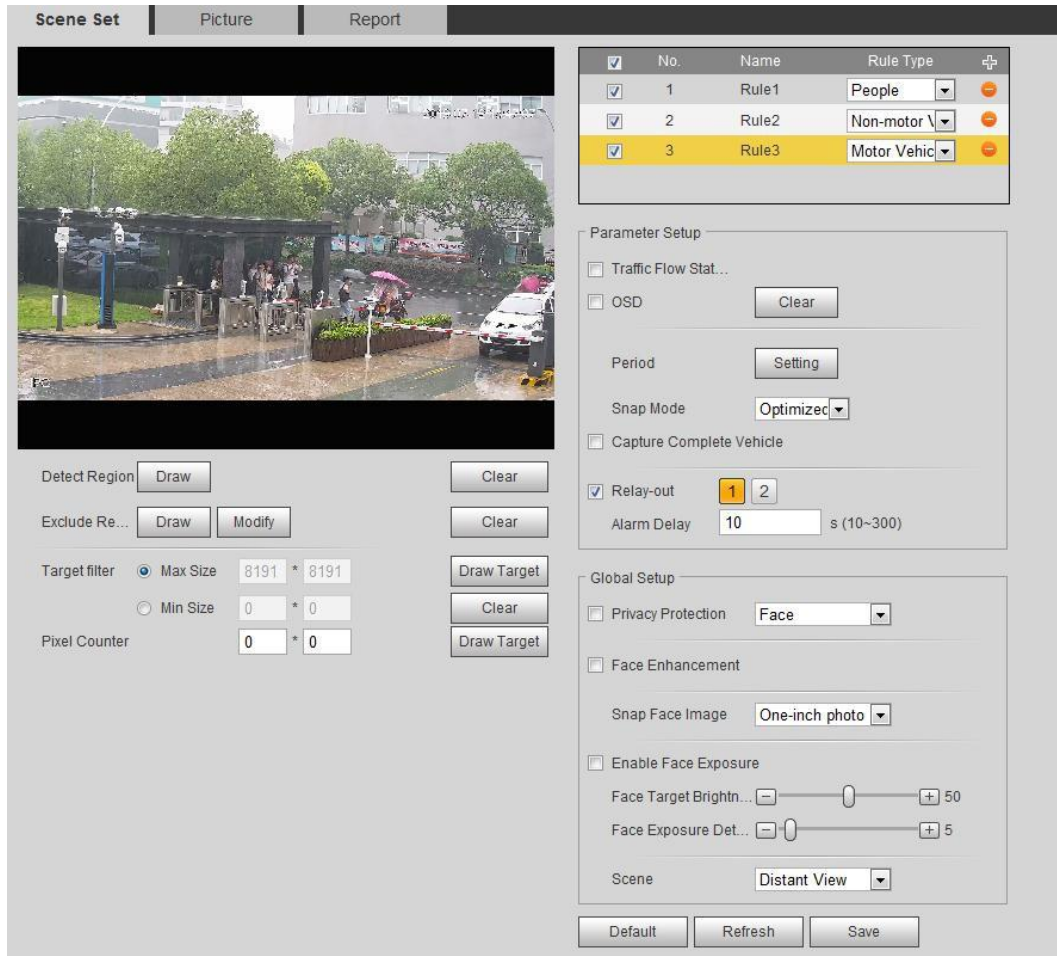 Scene Set Picture Report
No. Name Rule Type
1 Rule1 People
2 Rule2 Non-motor V
3 Rule3 Motor Vehic
Parameter Setup
Traffic Flow Stat...
OSD Clear
Period Setting
Snap Mode Optimized
Capture Complete Vehicle
Relay-out 1 2
Alarm Delay 10 s (10~300)
Global Setup
Privacy Protection Face
Face Enhancement
Snap Face Image One-inch photo
Enable Face Exposure
Face Target Brightn... 50
Face Exposure Det... 5
Scene Distant View
Default Refresh Save
IPC
Detect Region Draw Clear
Exclude Re... Draw Modify Clear
Target filter Max Size 8191 * 8191 Draw Target
Min Size 0 * 0 Clear
Pixel Counter 0 * 0 Draw Target